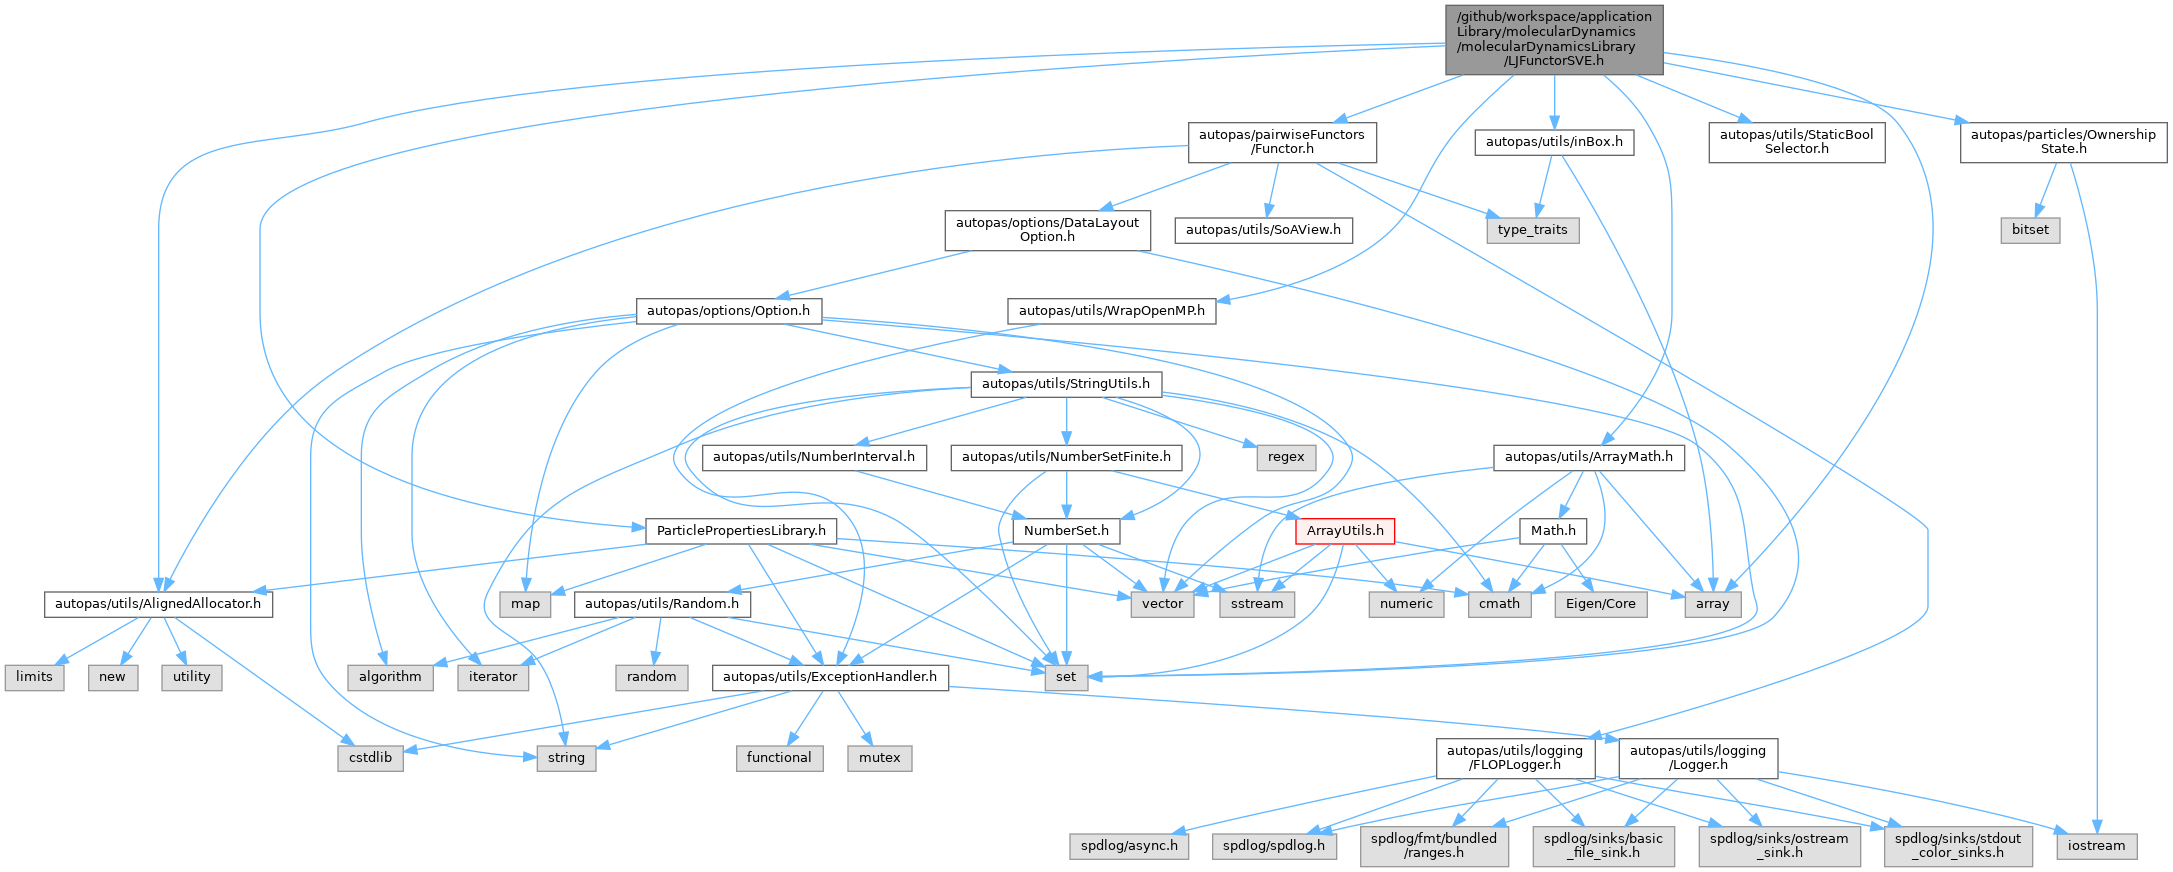 /github/workspace/application
Library/molecularDynamics
/molecularDynamicsLibrary
/LJFunctorSVE.h
autopas/pairwiseFunctors
/Functor.h
autopas/utils/inBox.h
autopas/utils/StaticBool
Selector.h
autopas/particles/Ownership
State.h
autopas/options/DataLayout
Option.h
autopas/utils/SoAView.h
type_traits
bitset
autopas/options/Option.h
autopas/utils/WrapOpenMP.h
autopas/utils/StringUtils.h
autopas/utils/NumberInterval.h
autopas/utils/NumberSetFinite.h
regex
autopas/utils/ArrayMath.h
ParticlePropertiesLibrary.h
NumberSet.h
ArrayUtils.h
Math.h
autopas/utils/AlignedAllocator.h
map
autopas/utils/Random.h
vector
sstream
numeric
cmath
Eigen/Core
array
limits
new
utility
algorithm
iterator
random
autopas/utils/ExceptionHandler.h
set
cstdlib
string
functional
mutex
autopas/utils/logging
/FLOPLogger.h
autopas/utils/logging
/Logger.h
spdlog/async.h
spdlog/spdlog.h
spdlog/fmt/bundled
/ranges.h
spdlog/sinks/basic
_file_sink.h
spdlog/sinks/ostream
_sink.h
spdlog/sinks/stdout
_color_sinks.h
iostream